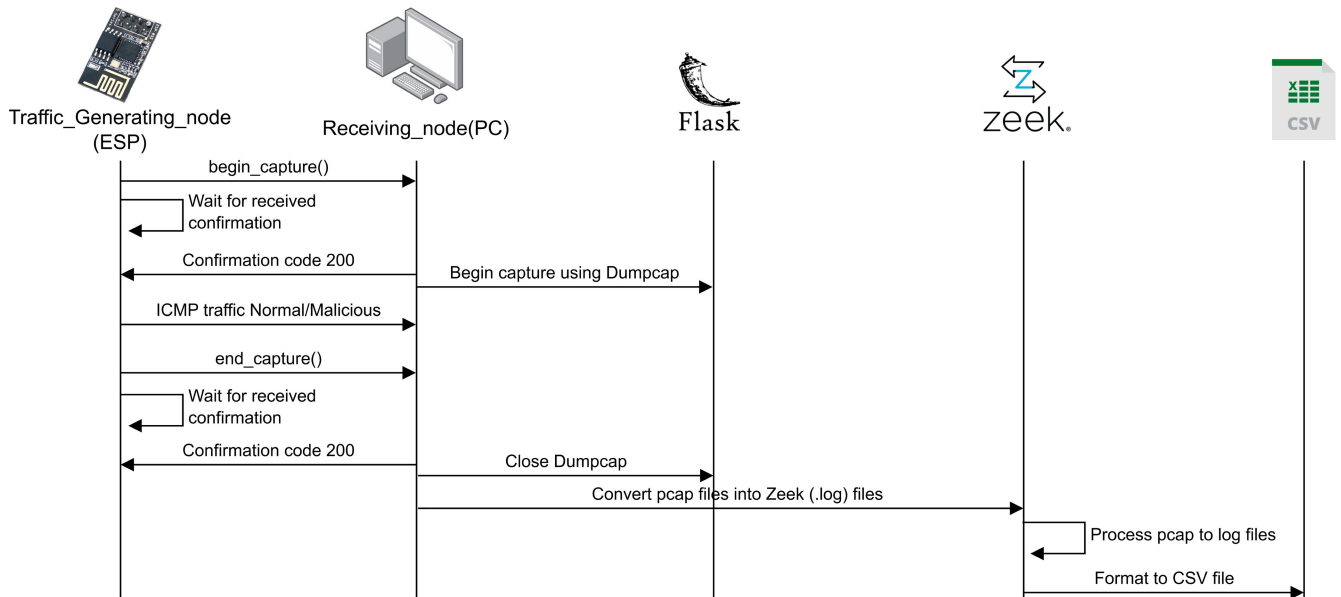 Traffic_Generating_node
(ESP)
Receiving_node(PC)
Flask
zeek.
X
CSV
begin_capture()
Wait for received
confirmation
Confirmation code 200
Begin capture using Dumpcap
ICMP traffic Normal/Malicious
end_capture()
Wait for received
confirmation
Confirmation code 200
Close Dumpcap
Convert pcap files into Zeek (.log) files
Process pcap to log files
Format to CSV file